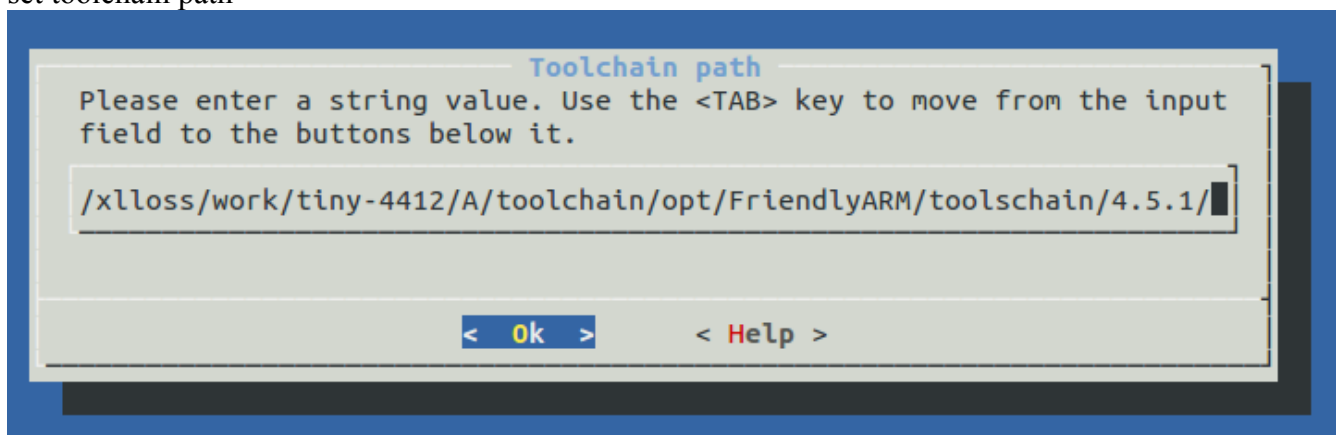 set toolchain path
Toolchain path
Please enter a string value. Use the <TAB> key to move from the input
field to the buttons below it.
/xlloss/work/tiny-4412/A/toolchain/opt/FriendlyARM/toolschain/4.5.1/
< Ok > < Help >